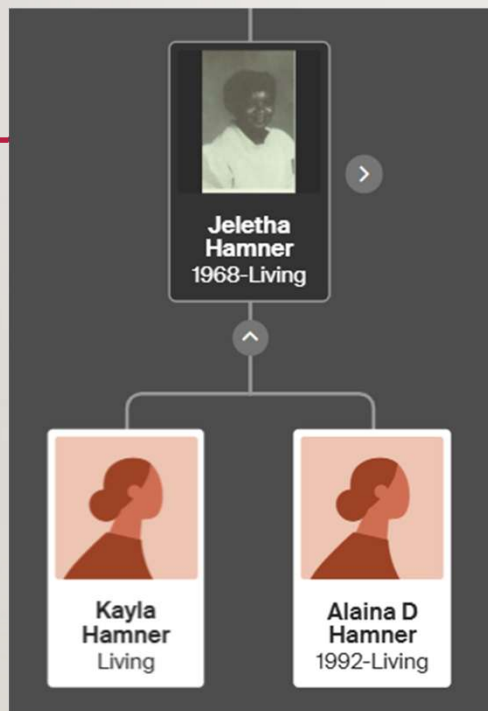 Jeletha
Hamner
1968-Living
Kayla
Hamner
Living
Alaina D
Hamner
1992-Living